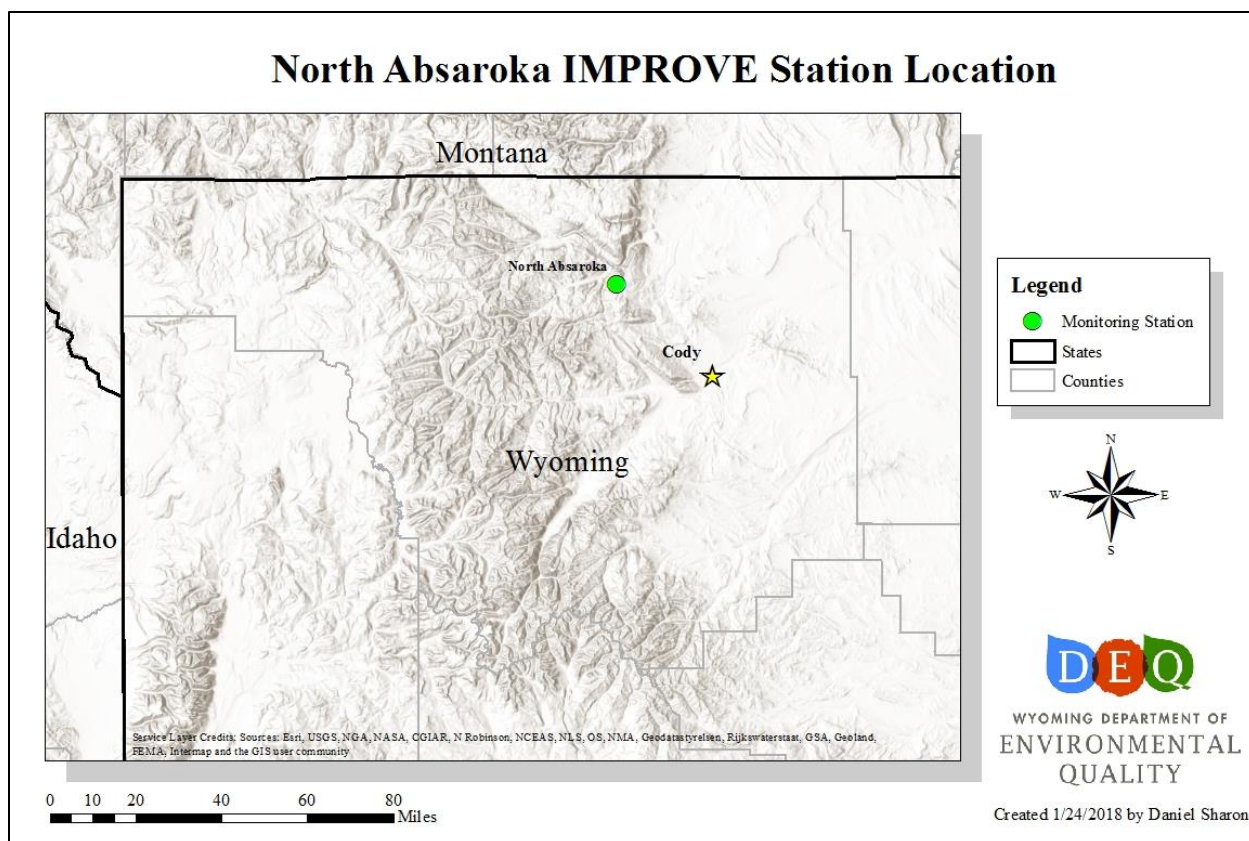 North Absaroka IMPROVE Station Location
Montana
North Absaroka
Cody
Wyoming
Idaho
Service Layer Credits: Sources: Esri, USGS, NGA, NASA, CGIAR, N Robinson, NCEAS, NLS, OS, NMA, Geodatastyrelsen, Rijkswaterstaat, GSA, Geoland,
FEMA, Intermap and the GIS user community
0 10 20 40 60 80
Miles
Legend
Monitoring Station
States
Counties
N
W E
S
DEQ
WYOMING DEPARTMENT OF
ENVIRONMENTAL
QUALITY
Created 1/24/2018 by Daniel Sharon